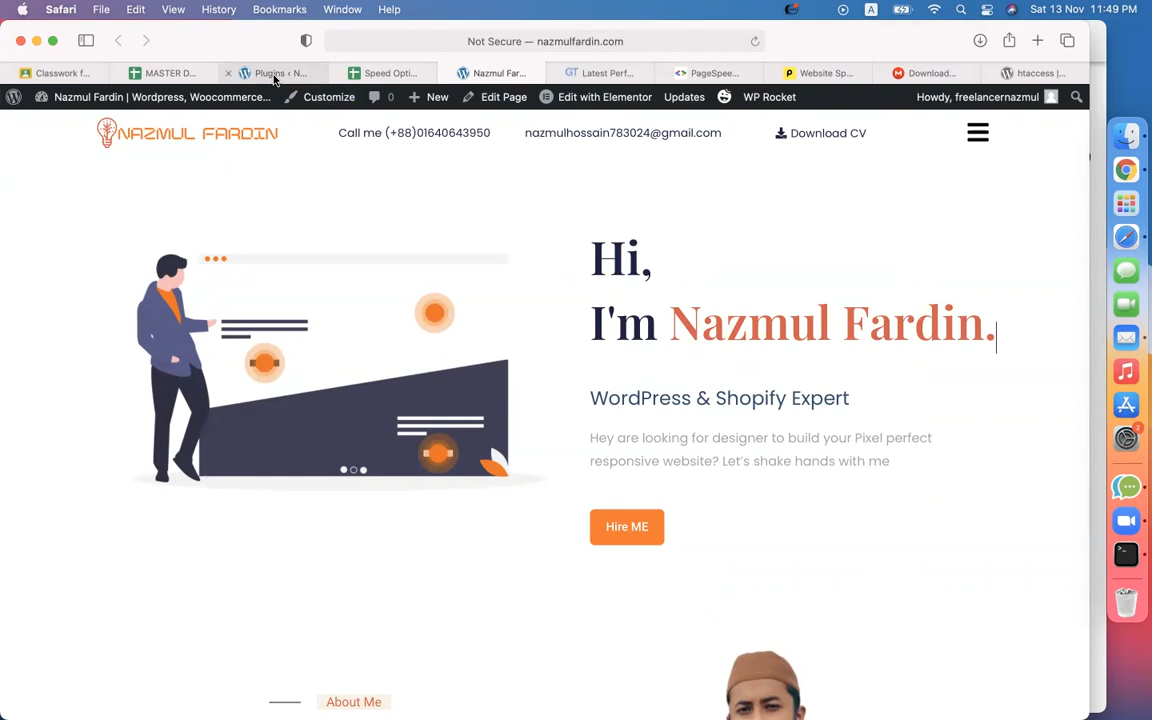 Safari File Edit View History Bookmarks Window Help
A
Sat 13 Nov 11:49 PM
Not Secure — nazmulfardin.com
Classwork f...
MASTER D...
Plugins ‹ N...
Speed Opti...
Nazmul Far...
Latest Perf...
PageSpee...
Website Sp...
Download...
htaccess |...
Nazmul Fardin | Wordpress, Woocommerce... Customize 0 New Edit Page Edit with Elementor Updates WP Rocket Howdy, freelancernazmul
NAZMUL FARDIN
Call me (+88)01640643950
nazmulhossain783024@gmail.com
Download CV
Hi,
I'm Nazmul Fardin.
WordPress & Shopify Expert
Hey are looking for designer to build your Pixel perfect
responsive website? Let's shake hands with me
Hire ME
About Me
2